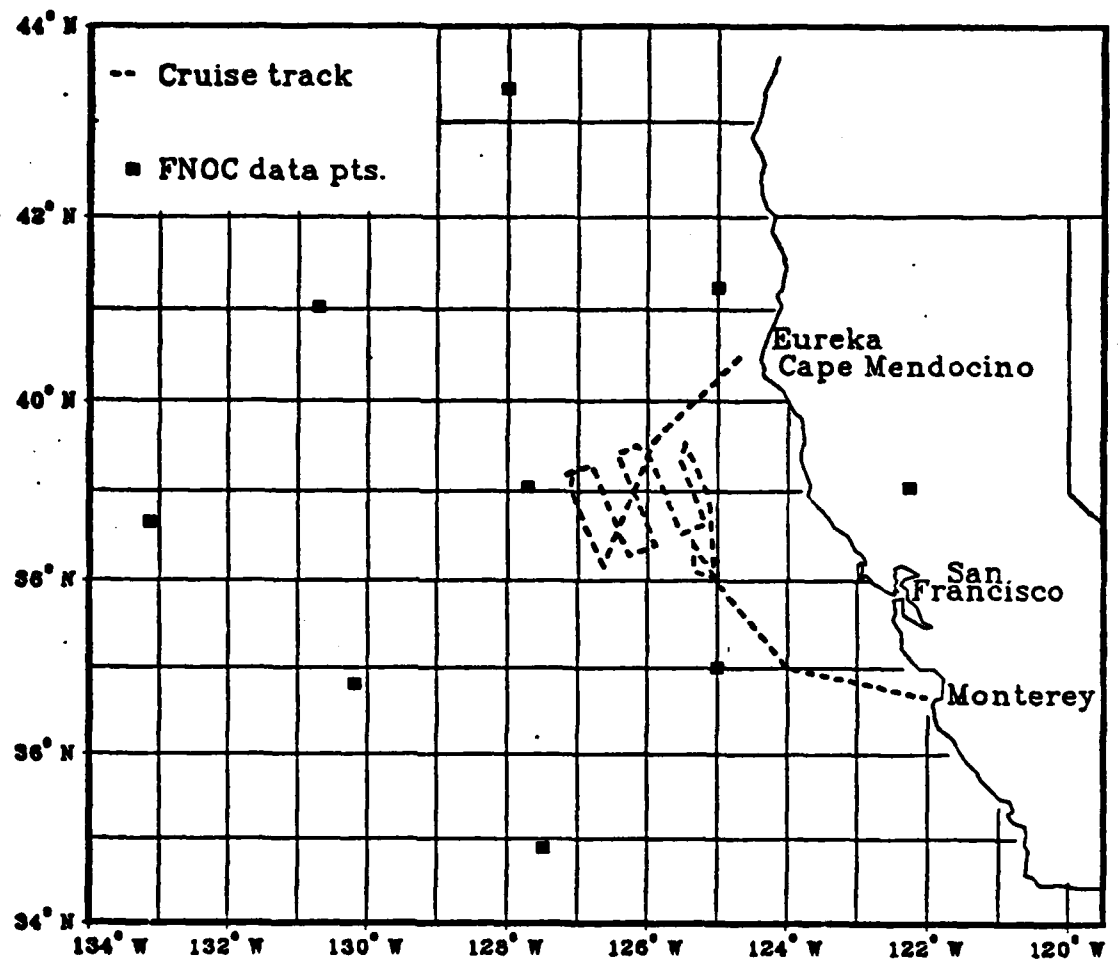 44° N
-- Cruise track
■ FNOC data pts.
42° N
Eureka
Cape Mendocino
40° N
36° N
San
Francisco
Monterey
36° N
34° N
134° W 132° W 130° W 128° W 126° W 124° W 122° W 120° W